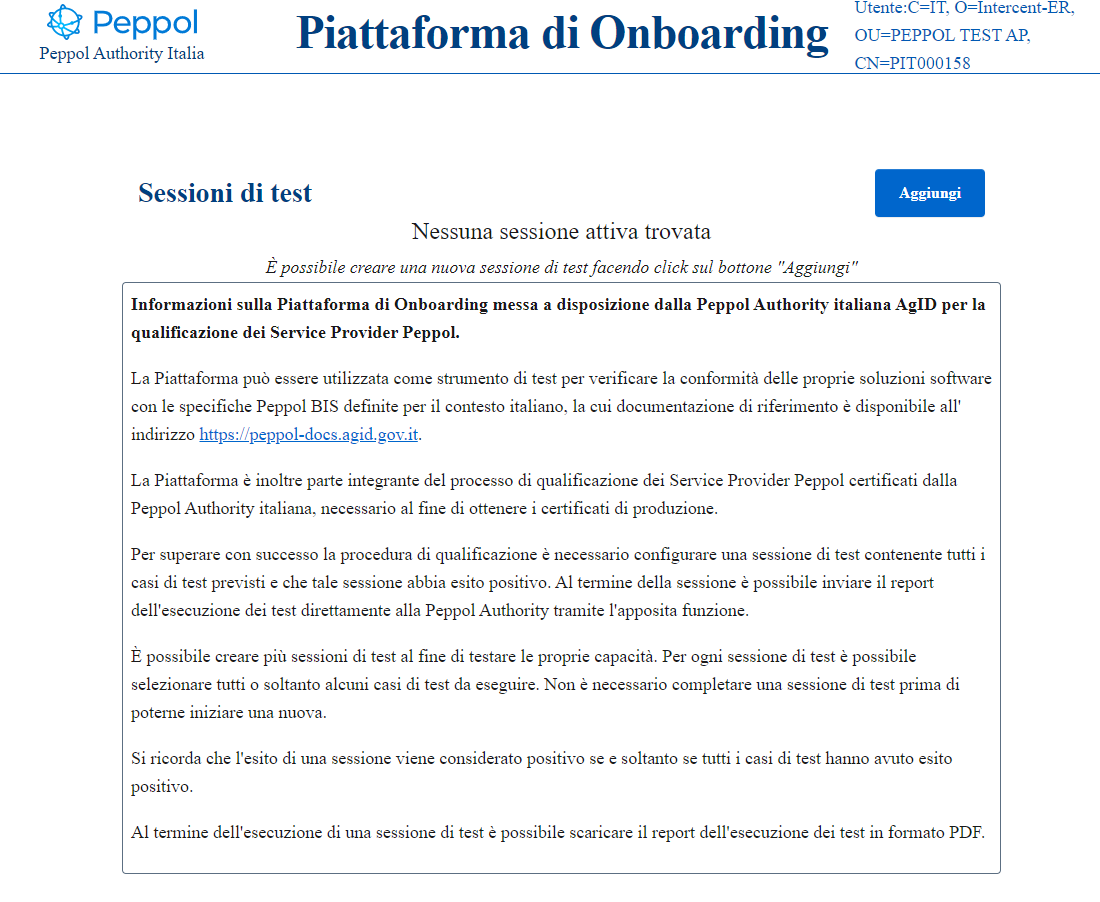 Peppol
Peppol Authority Italia
Piattaforma di Onboarding
Utente:C=IT, O=Intercent-ER,
OU=PEPPOL TEST AP,
CN=PIT000158
Sessioni di test
Aggiungi
Nessuna sessione attiva trovata
È possibile creare una nuova sessione di test facendo click sul bottone "Aggiungi"
Informazioni sulla Piattaforma di Onboarding messa a disposizione dalla Peppol Authority italiana AgID per la
qualificazione dei Service Provider Peppol.
La Piattaforma può essere utilizzata come strumento di test per verificare la conformità delle proprie soluzioni software
con le specifiche Peppol BIS definite per il contesto italiano, la cui documentazione di riferimento è disponibile all'
indirizzo https://peppol-docs.agid.gov.it.
La Piattaforma è inoltre parte integrante del processo di qualificazione dei Service Provider Peppol certificati dalla
Peppol Authority italiana, necessario al fine di ottenere i certificati di produzione.
Per superare con successo la procedura di qualificazione è necessario configurare una sessione di test contenente tutti i
casi di test previsti e che tale sessione abbia esito positivo. Al termine della sessione è possibile inviare il report
dell'esecuzione dei test direttamente alla Peppol Authority tramite l'apposita funzione.
È possibile creare più sessioni di test al fine di testare le proprie capacità. Per ogni sessione di test è possibile
selezionare tutti o soltanto alcuni casi di test da eseguire. Non è necessario completare una sessione di test prima di
poterne iniziare una nuova.
Si ricorda che l'esito di una sessione viene considerato positivo se e soltanto se tutti i casi di test hanno avuto esito
positivo.
Al termine dell'esecuzione di una sessione di test è possibile scaricare il report dell'esecuzione dei test in formato PDF.